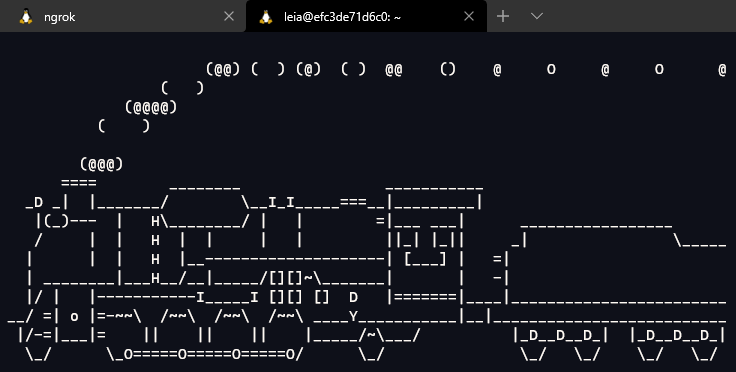 ngrok
leia@efc3de71d6c0: ~
                      (@@) (  ) (@)  ( )  @@    ()    @     O     @     O      @
                 (   )
             (@@@@)
          (    )

        (@@@)
      ====        ________                ___________
  _D _|  |_______/        \__I_I_____===__|_________|
   |(_)---  |   H\________/ |   |        =|___ ___|      _________________
   /     |  |   H  |  |     |   |         ||_| |_||     _|                \_____
  |      |  |   H  |__--------------------| [___] |   =|
  | ________|___H__/__|_____/[][]~\_______|       |   -|
  |/ |   |-----------I_____I [][] []  D   |=======|____|________________________
__/ =| o |=-~~\  /~~\  /~~\  /~~\ ____Y___________|__|__________________________
 |/-=|___|=    ||    ||    ||    |_____/~\___/          |_D__D__D_|  |_D__D__D_|
  \_/      \_O=====O=====O=====O/      \_/               \_/   \_/    \_/   \_/